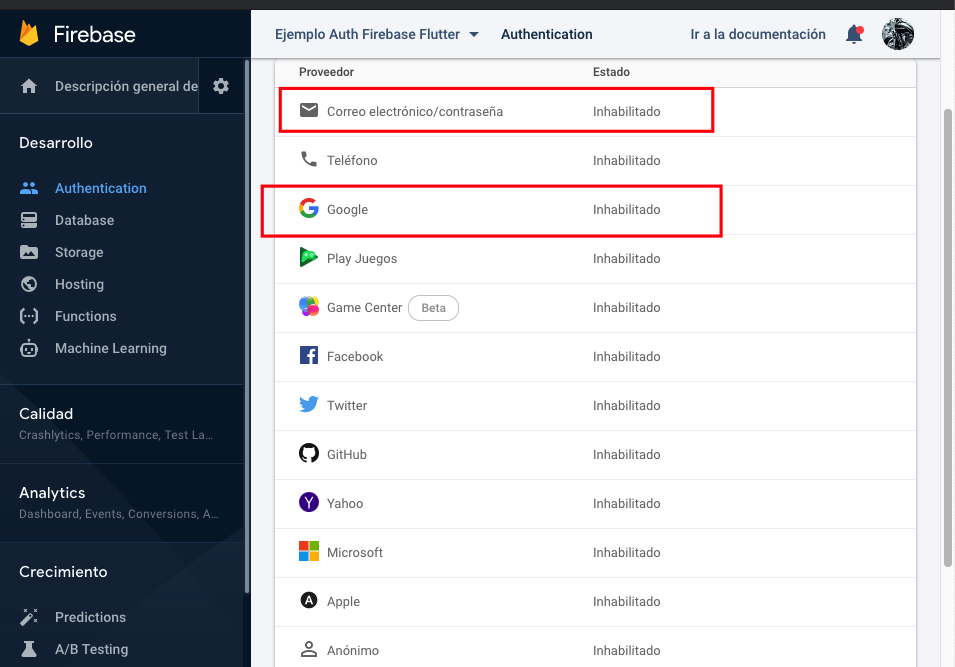 Firebase
Ejemplo Auth Firebase Flutter
Authentication
Ir a la documentación
Descripción general de
Desarrollo
Authentication
Database
Storage
Hosting
Functions
Machine Learning
Calidad
Crashlytics, Performance, Test La...
Analytics
Dashboard, Events, Conversions, A...
Crecimiento
Predictions
A/B Testing
Proveedor Estado
Correo electrónico/contraseña Inhabilitado
Teléfono Inhabilitado
Google Inhabilitado
Play Juegos Inhabilitado
Game Center Beta Inhabilitado
Facebook Inhabilitado
Twitter Inhabilitado
GitHub Inhabilitado
Yahoo Inhabilitado
Microsoft Inhabilitado
Apple Inhabilitado
Anónimo Inhabilitado